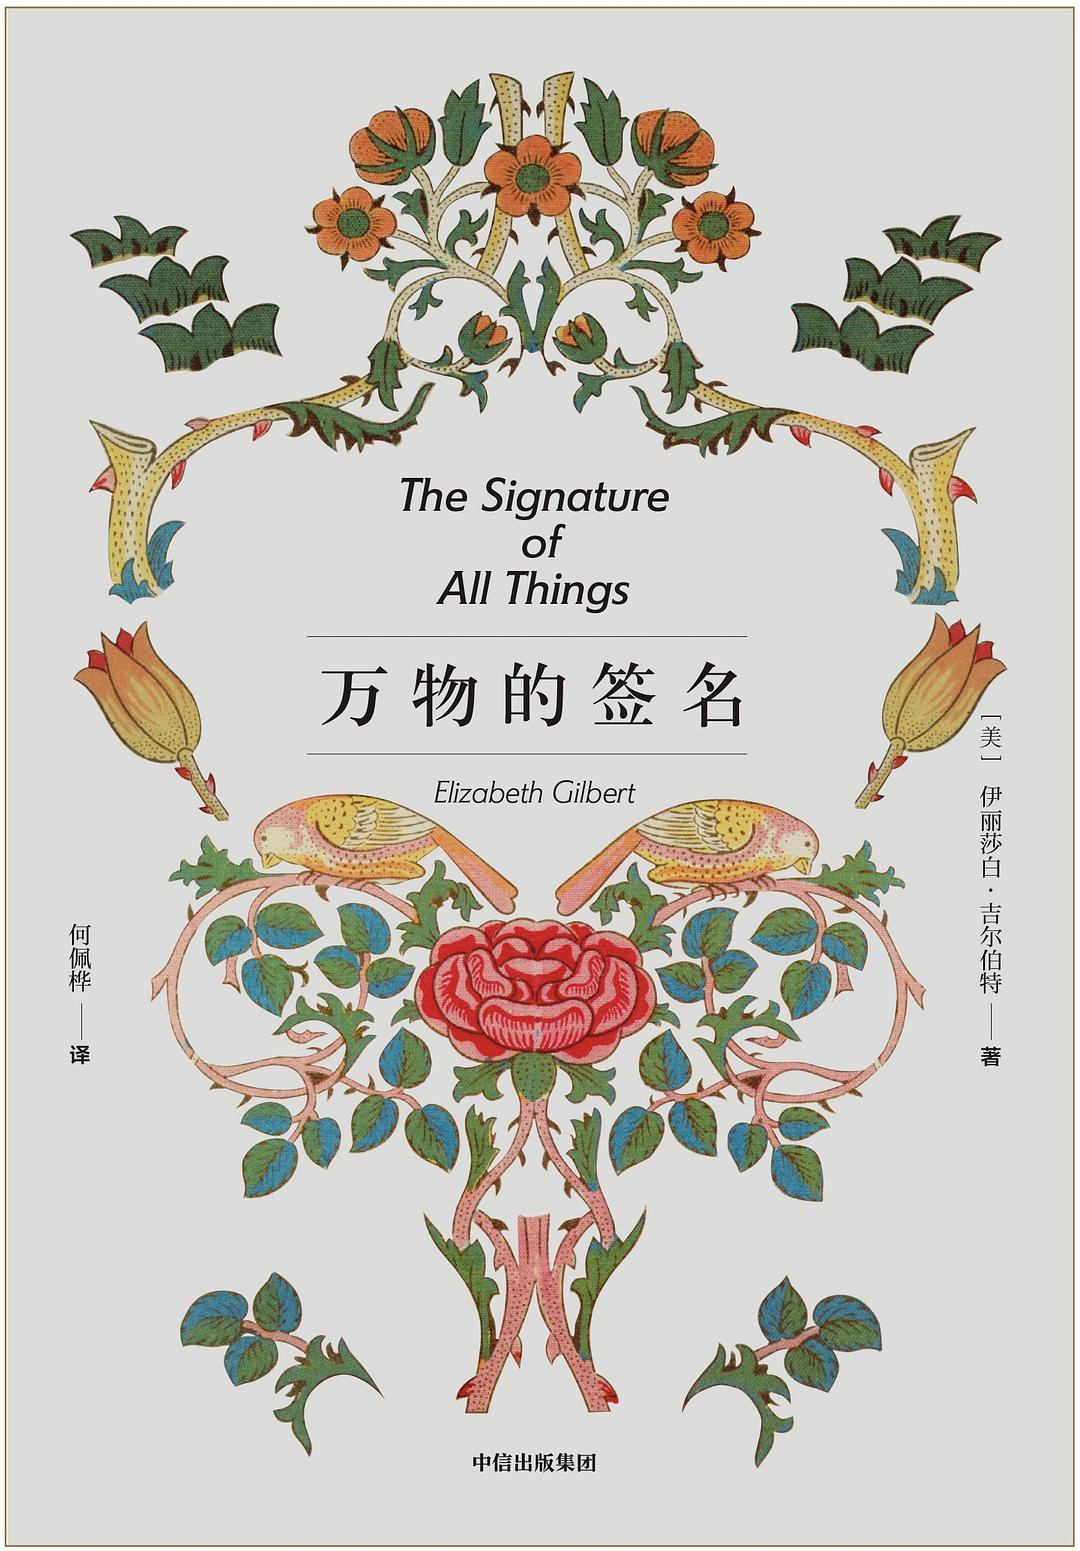 The Signature
of
All Things
万物的签名
Elizabeth Gilbert
[美] 伊丽莎白·吉尔伯特——著
何佩桦——译
中信出版集团